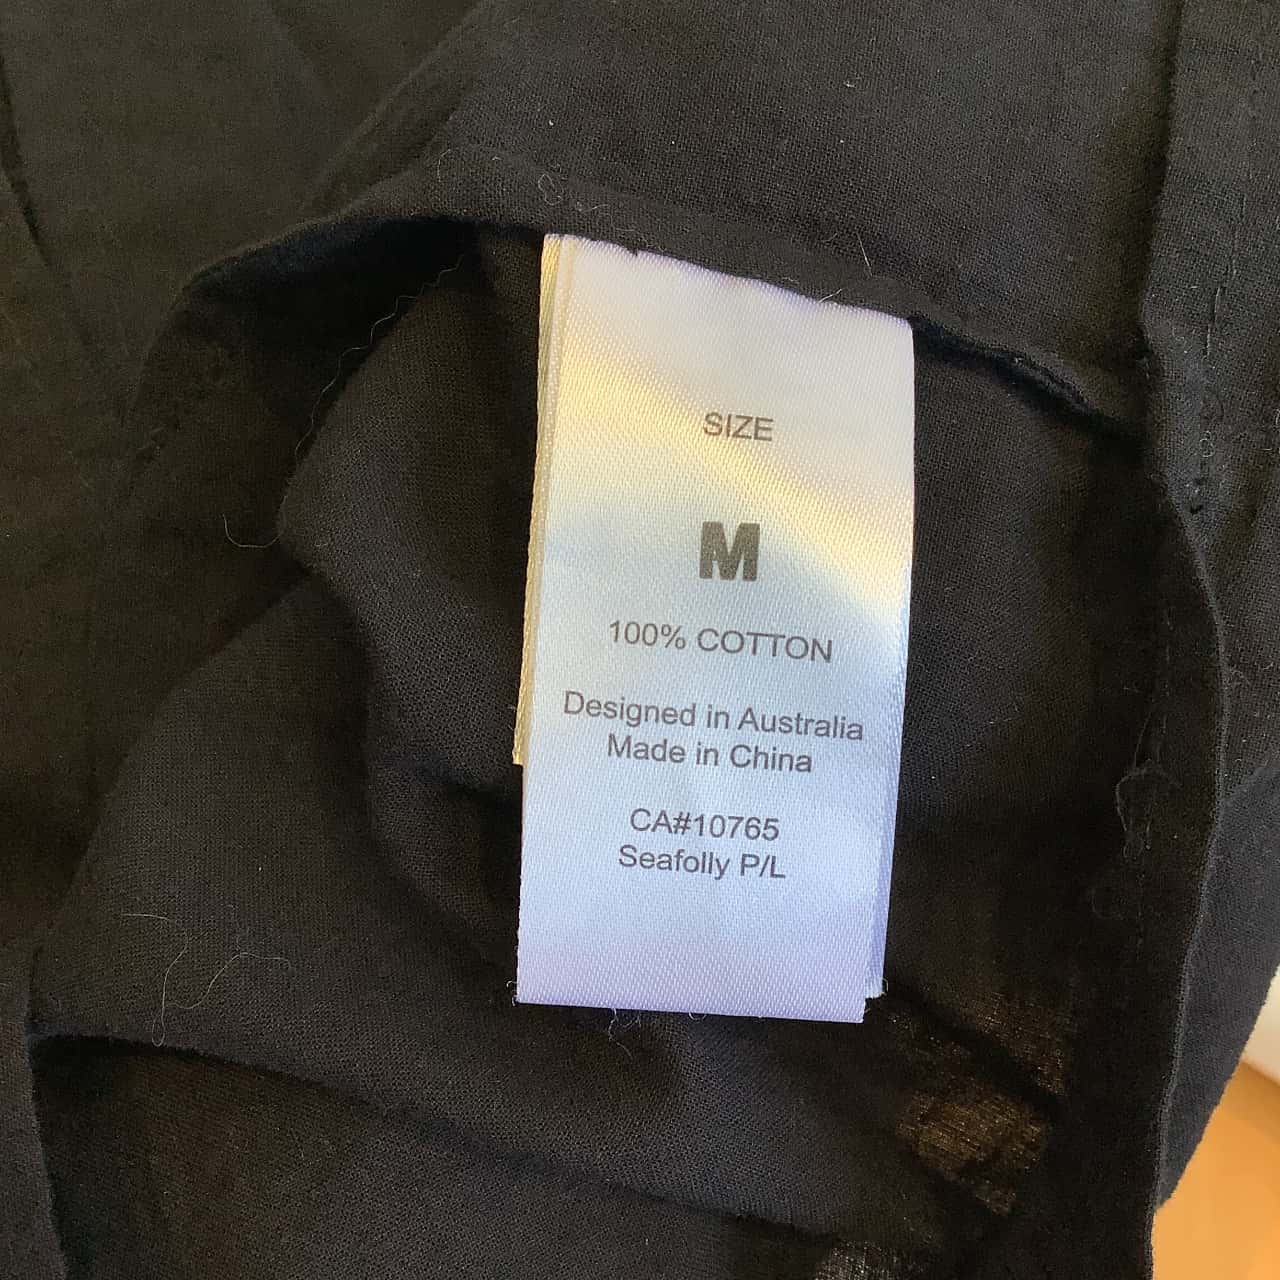 SIZE
M
100% COTTON
Designed in Australia
Made in China
CA#10765
Seafolly P/L